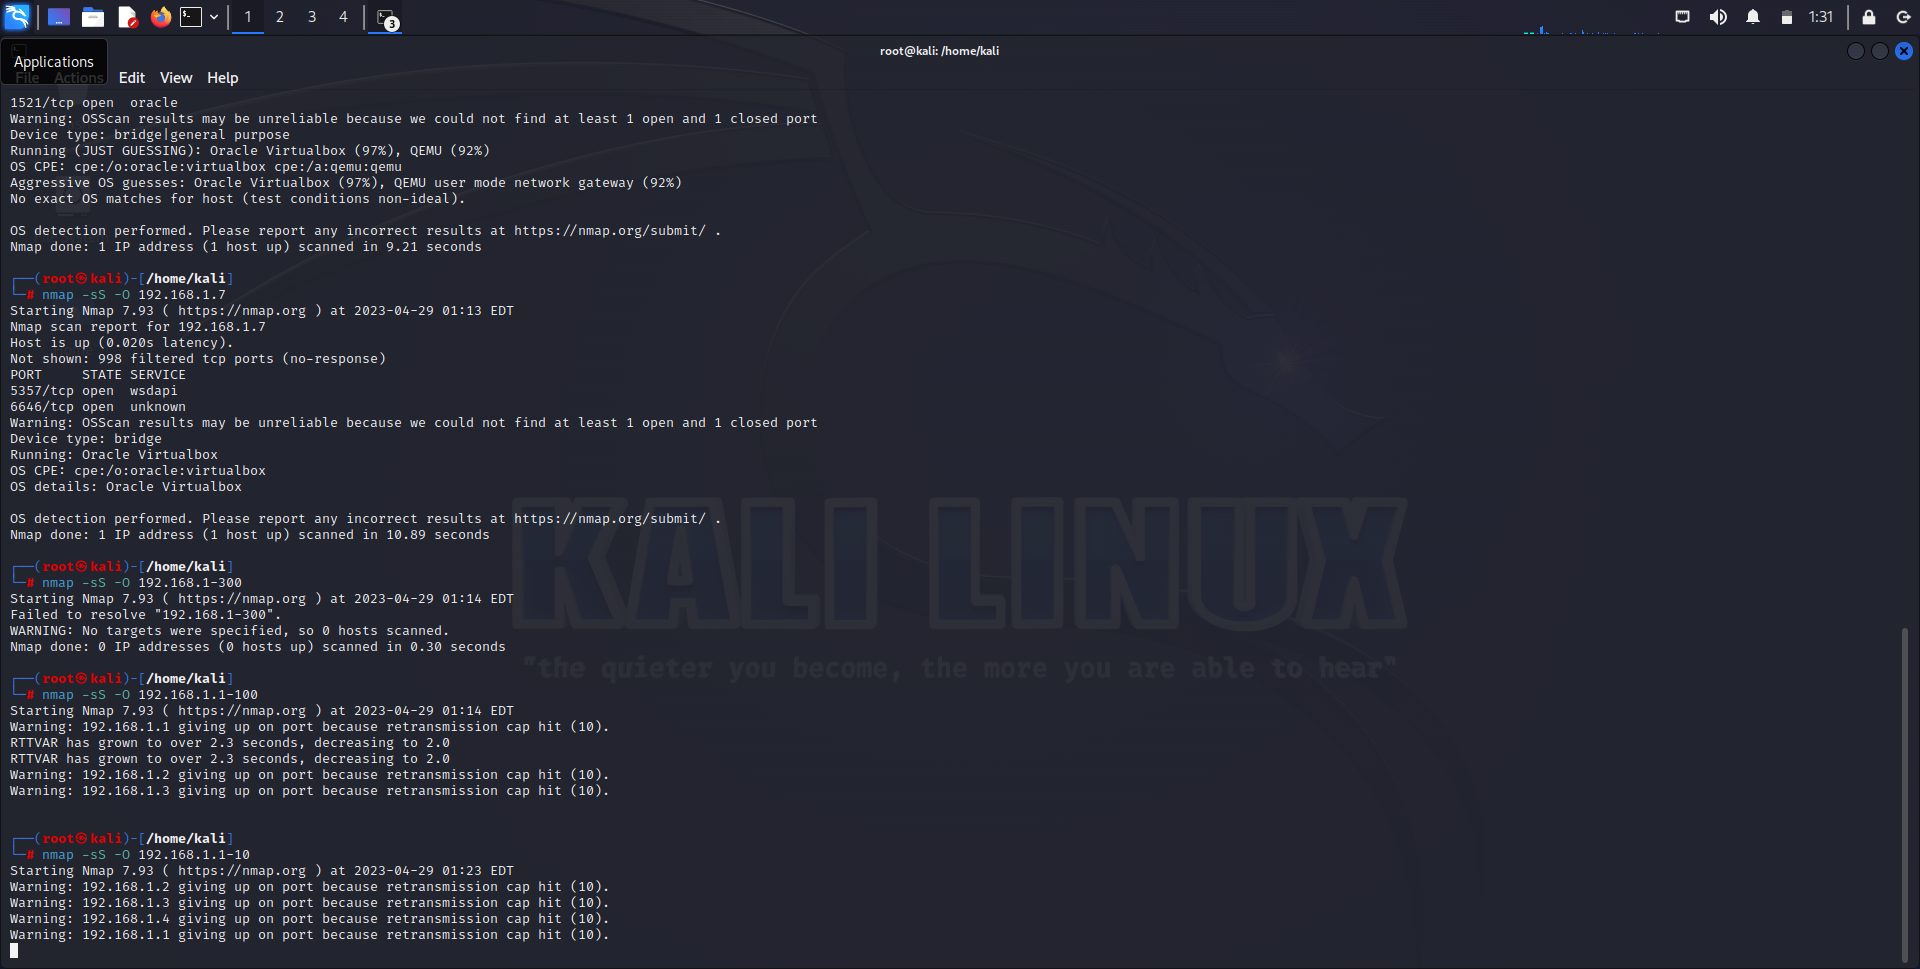 1 2 3 4 3 1:31
root@kali: /home/kali
Applications
File Actions Edit View Help
1521/tcp open  oracle
Warning: OSScan results may be unreliable because we could not find at least 1 open and 1 closed port
Device type: bridge|general purpose
Running (JUST GUESSING): Oracle Virtualbox (97%), QEMU (92%)
OS CPE: cpe:/o:oracle:virtualbox cpe:/a:qemu:qemu
Aggressive OS guesses: Oracle Virtualbox (97%), QEMU user mode network gateway (92%)
No exact OS matches for host (test conditions non-ideal).
OS detection performed. Please report any incorrect results at https://nmap.org/submit/ .
Nmap done: 1 IP address (1 host up) scanned in 9.21 seconds
┌──(root㉿kali)-[/home/kali]
└─# nmap -sS -O 192.168.1.7
Starting Nmap 7.93 ( https://nmap.org ) at 2023-04-29 01:13 EDT
Nmap scan report for 192.168.1.7
Host is up (0.020s latency).
Not shown: 998 filtered tcp ports (no-response)
PORT     STATE SERVICE
5357/tcp open  wsdapi
6646/tcp open  unknown
Warning: OSScan results may be unreliable because we could not find at least 1 open and 1 closed port
Device type: bridge
Running: Oracle Virtualbox
OS CPE: cpe:/o:oracle:virtualbox
OS details: Oracle Virtualbox
OS detection performed. Please report any incorrect results at https://nmap.org/submit/ .
Nmap done: 1 IP address (1 host up) scanned in 10.89 seconds
┌──(root㉿kali)-[/home/kali]
└─# nmap -sS -O 192.168.1-300
Starting Nmap 7.93 ( https://nmap.org ) at 2023-04-29 01:14 EDT
Failed to resolve "192.168.1-300".
WARNING: No targets were specified, so 0 hosts scanned.
Nmap done: 0 IP addresses (0 hosts up) scanned in 0.30 seconds
┌──(root㉿kali)-[/home/kali]
└─# nmap -sS -O 192.168.1.1-100
Starting Nmap 7.93 ( https://nmap.org ) at 2023-04-29 01:14 EDT
Warning: 192.168.1.1 giving up on port because retransmission cap hit (10).
RTTVAR has grown to over 2.3 seconds, decreasing to 2.0
RTTVAR has grown to over 2.3 seconds, decreasing to 2.0
Warning: 192.168.1.2 giving up on port because retransmission cap hit (10).
Warning: 192.168.1.3 giving up on port because retransmission cap hit (10).
┌──(root㉿kali)-[/home/kali]
└─# nmap -sS -O 192.168.1.1-10
Starting Nmap 7.93 ( https://nmap.org ) at 2023-04-29 01:23 EDT
Warning: 192.168.1.2 giving up on port because retransmission cap hit (10).
Warning: 192.168.1.3 giving up on port because retransmission cap hit (10).
Warning: 192.168.1.4 giving up on port because retransmission cap hit (10).
Warning: 192.168.1.1 giving up on port because retransmission cap hit (10).
KALI LINUX
"the quieter you become, the more you are able to hear"